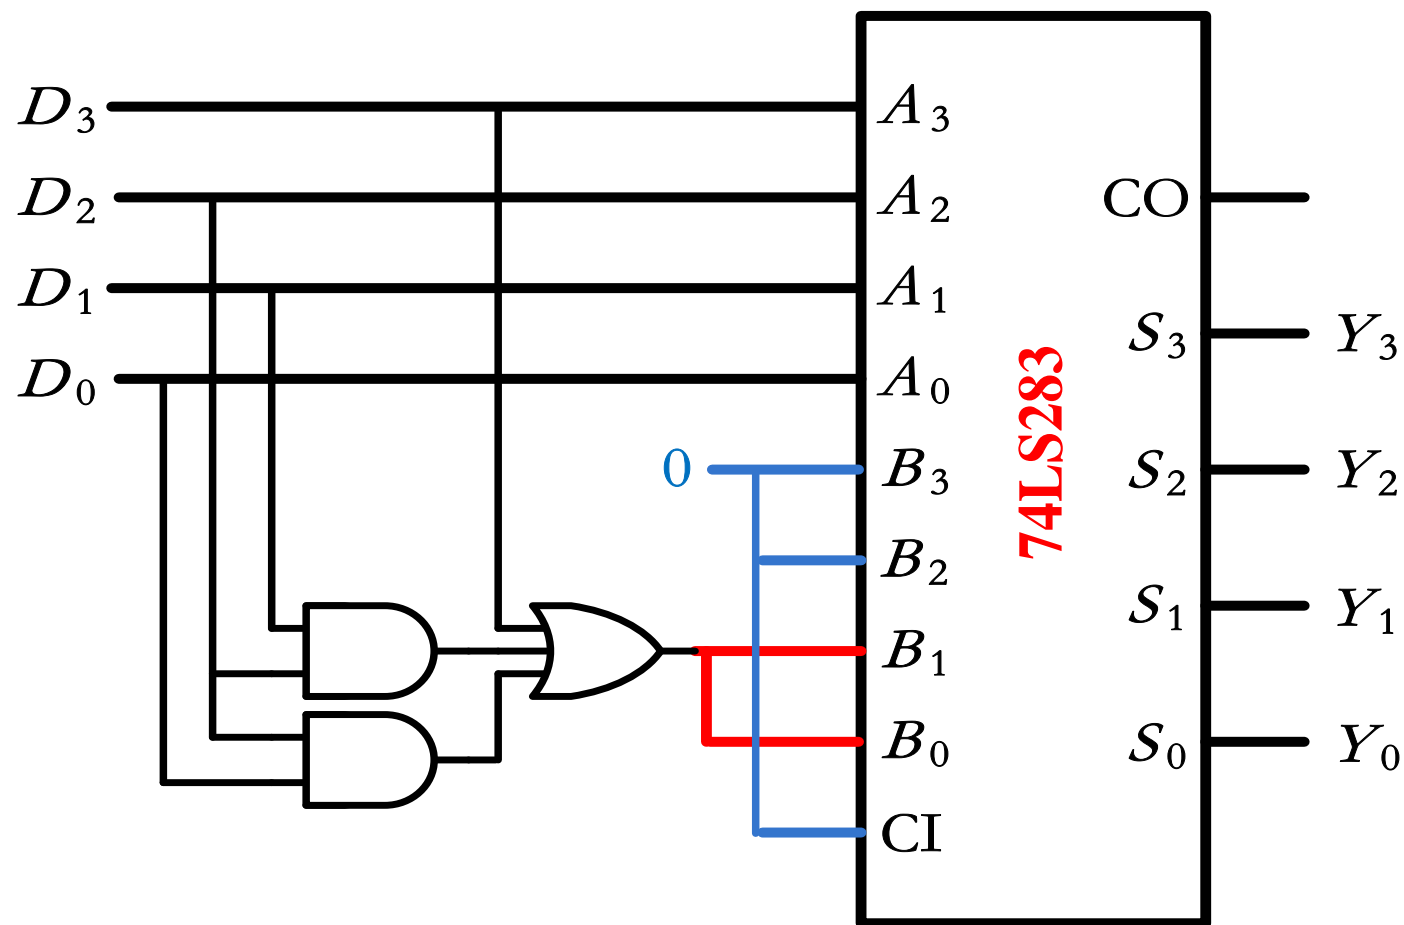 D₃
D₂
D₁
D₀
0
A₃
A₂
A₁
A₀
B₃
B₂
B₁
B₀
CI
74LS283
CO
S₃
S₂
S₁
S₀
Y₃
Y₂
Y₁
Y₀